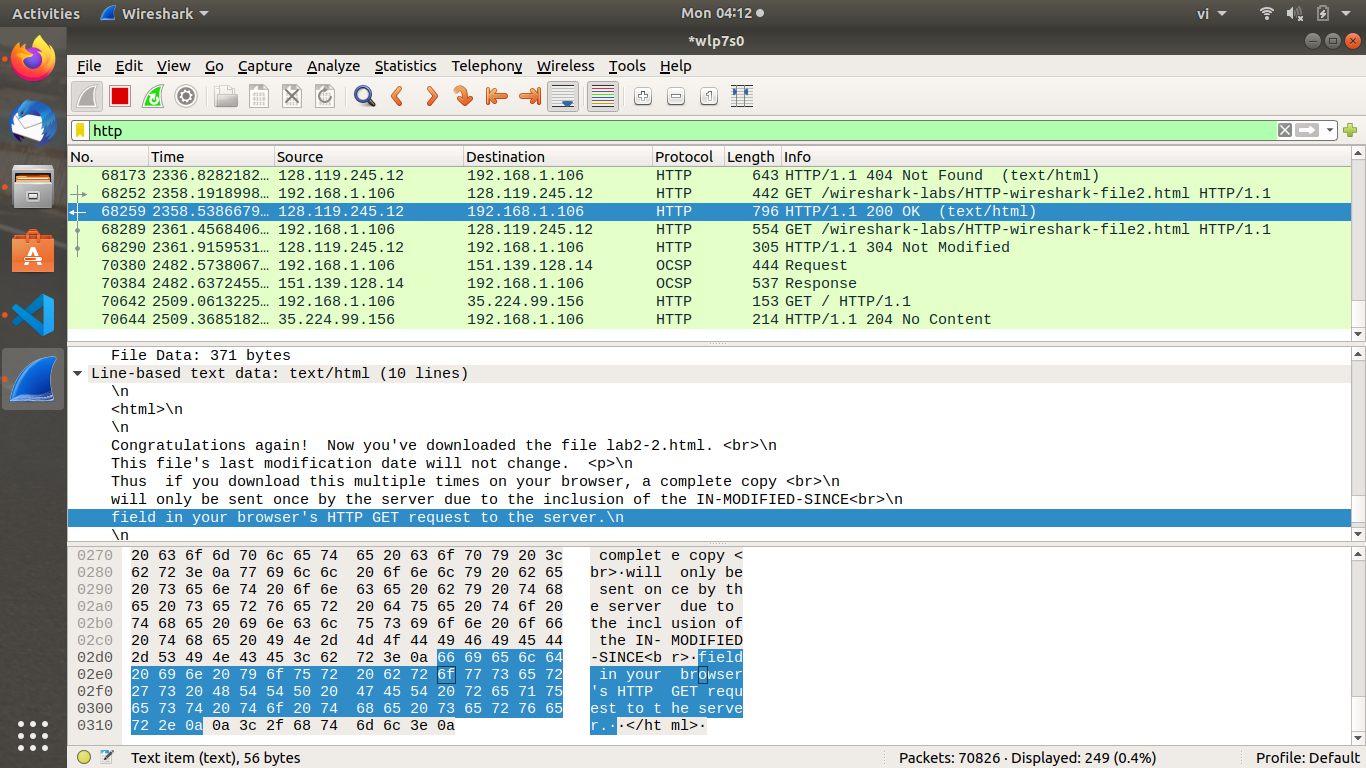 Activities Wireshark Mon 04:12 vi
*wlp7s0
File Edit View Go Capture Analyze Statistics Telephony Wireless Tools Help
http
No. Time Source Destination Protocol Length Info
68173 2336.8282182… 128.119.245.12 192.168.1.106 HTTP 643 HTTP/1.1 404 Not Found (text/html)
68252 2358.1918998… 192.168.1.106 128.119.245.12 HTTP 442 GET /wireshark-labs/HTTP-wireshark-file2.html HTTP/1.1
68259 2358.5386679… 128.119.245.12 192.168.1.106 HTTP 796 HTTP/1.1 200 OK (text/html)
68289 2361.4568406… 192.168.1.106 128.119.245.12 HTTP 554 GET /wireshark-labs/HTTP-wireshark-file2.html HTTP/1.1
68290 2361.9159531… 128.119.245.12 192.168.1.106 HTTP 305 HTTP/1.1 304 Not Modified
70380 2482.5738067… 192.168.1.106 151.139.128.14 OCSP 444 Request
70384 2482.6372455… 151.139.128.14 192.168.1.106 OCSP 537 Response
70642 2509.0613225… 192.168.1.106 35.224.99.156 HTTP 153 GET / HTTP/1.1
70644 2509.3685182… 35.224.99.156 192.168.1.106 HTTP 214 HTTP/1.1 204 No Content
File Data: 371 bytes
Line-based text data: text/html (10 lines)
\n
<html>\n
\n
Congratulations again!  Now you've downloaded the file lab2-2.html. <br>\n
This file's last modification date will not change.  <p>\n
Thus  if you download this multiple times on your browser, a complete copy <br>\n
will only be sent once by the server due to the inclusion of the IN-MODIFIED-SINCE<br>\n
field in your browser's HTTP GET request to the server.\n
\n
0270 20 63 6f 6d 70 6c 65 74 65 20 63 6f 70 79 20 3c  complet e copy <
0280 62 72 3e 0a 77 69 6c 6c 20 6f 6e 6c 79 20 62 65 br>·will  only be
0290 20 73 65 6e 74 20 6f 6e 63 65 20 62 79 20 74 68  sent on ce by th
02a0 65 20 73 65 72 76 65 72 20 64 75 65 20 74 6f 20 e server  due to
02b0 74 68 65 20 69 6e 63 6c 75 73 69 6f 6e 20 6f 66 the incl usion of
02c0 20 74 68 65 20 49 4e 2d 4d 4f 44 49 46 49 45 44  the IN- MODIFIED
02d0 2d 53 49 4e 43 45 3c 62 72 3e 0a 66 69 65 6c 64 -SINCE<b r>·field
02e0 20 69 6e 20 79 6f 75 72 20 62 72 6f 77 73 65 72  in your  browser
02f0 27 73 20 48 54 54 50 20 47 45 54 20 72 65 71 75 's HTTP  GET requ
0300 65 73 74 20 74 6f 20 74 68 65 20 73 65 72 76 65 est to t he serve
0310 72 2e 0a 0a 3c 2f 68 74 6d 6c 3e 0a r.··</ht ml>·
Text item (text), 56 bytes Packets: 70826 · Displayed: 249 (0.4%) Profile: Default